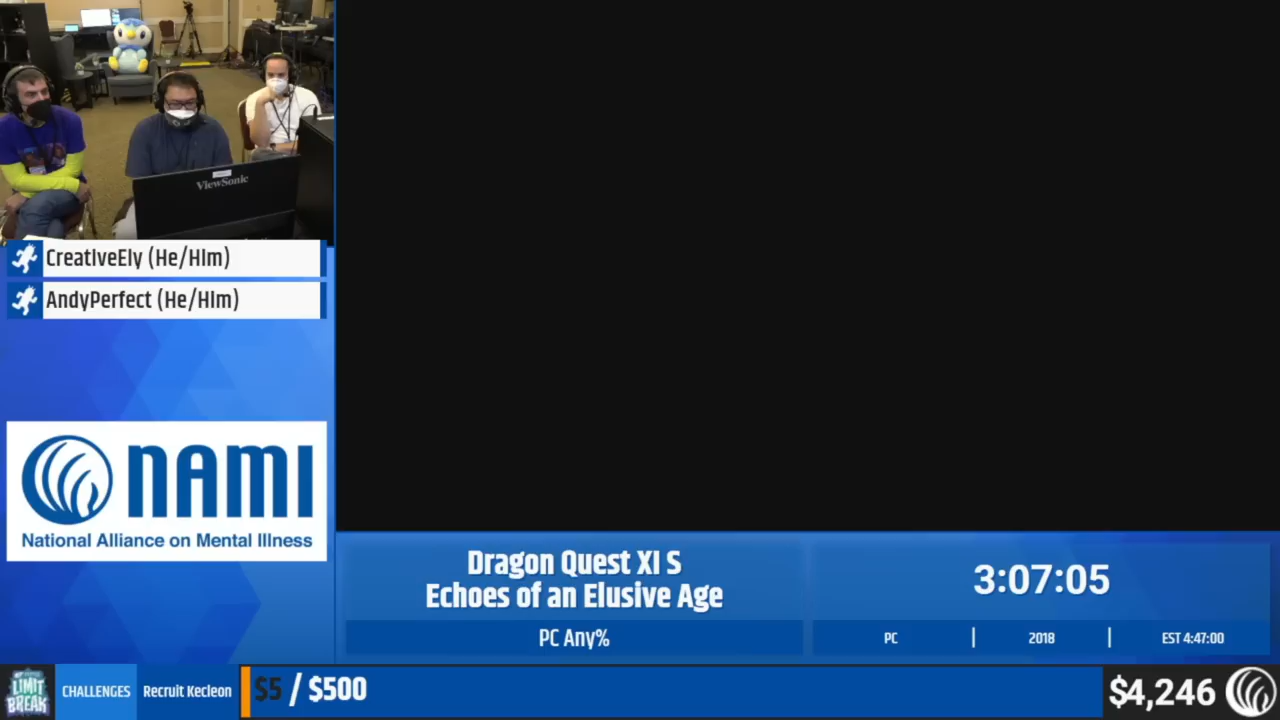 ViewSonic
CreatIveEly (He/HIm)
AndyPerfect (He/HIm)
NAMI
National Alliance on Mental Illness
Dragon Quest XI S
Echoes of an Elusive Age
PC Any%
3:07:05
PC | 2018 | EST 4:47:00
LIMIT
BREAK
CHALLENGES
Recruit Kecleon
$5 / $500
$4,246